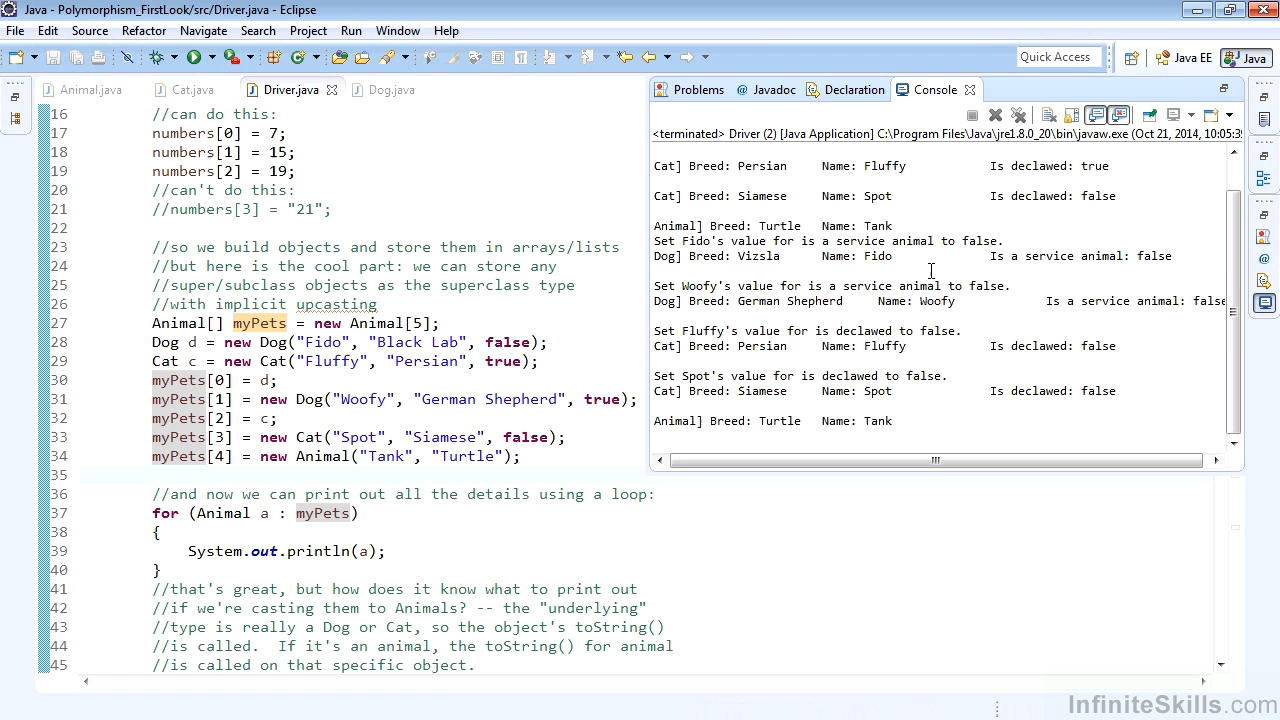 Java - Polymorphism_FirstLook/src/Driver.java - Eclipse
File Edit Source Refactor Navigate Search Project Run Window Help
Quick Access Java EE Java
Animal.java Cat.java Driver.java Dog.java
Problems Javadoc Declaration Console
<terminated> Driver (2) [Java Application] C:\Program Files\Java\jre1.8.0_20\bin\javaw.exe (Oct 21, 2014, 10:05:35
16 //can do this:
17 numbers[0] = 7;
18 numbers[1] = 15;
19 numbers[2] = 19;
20 //can't do this:
21 //numbers[3] = "21";
22
23 //so we build objects and store them in arrays/lists
24 //but here is the cool part: we can store any
25 //super/subclass objects as the superclass type
26 //with implicit upcasting
27 Animal[] myPets = new Animal[5];
28 Dog d = new Dog("Fido", "Black Lab", false);
29 Cat c = new Cat("Fluffy", "Persian", true);
30 myPets[0] = d;
31 myPets[1] = new Dog("Woofy", "German Shepherd", true);
32 myPets[2] = c;
33 myPets[3] = new Cat("Spot", "Siamese", false);
34 myPets[4] = new Animal("Tank", "Turtle");
35
36 //and now we can print out all the details using a loop:
37 for (Animal a : myPets)
38 {
39 System.out.println(a);
40 }
41 //that's great, but how does it know what to print out
42 //if we're casting them to Animals? -- the "underlying"
43 //type is really a Dog or Cat, so the object's toString()
44 //is called. If it's an animal, the toString() for animal
45 //is called on that specific object.
Cat] Breed: Persian Name: Fluffy Is declawed: true
Cat] Breed: Siamese Name: Spot Is declawed: false
Animal] Breed: Turtle Name: Tank
Set Fido's value for is a service animal to false.
Dog] Breed: Vizsla Name: Fido Is a service animal: false
Set Woofy's value for is a service animal to false.
Dog] Breed: German Shepherd Name: Woofy Is a service animal: false
Set Fluffy's value for is declawed to false.
Cat] Breed: Persian Name: Fluffy Is declawed: false
Set Spot's value for is declawed to false.
Cat] Breed: Siamese Name: Spot Is declawed: false
Animal] Breed: Turtle Name: Tank
InfiniteSkills.com